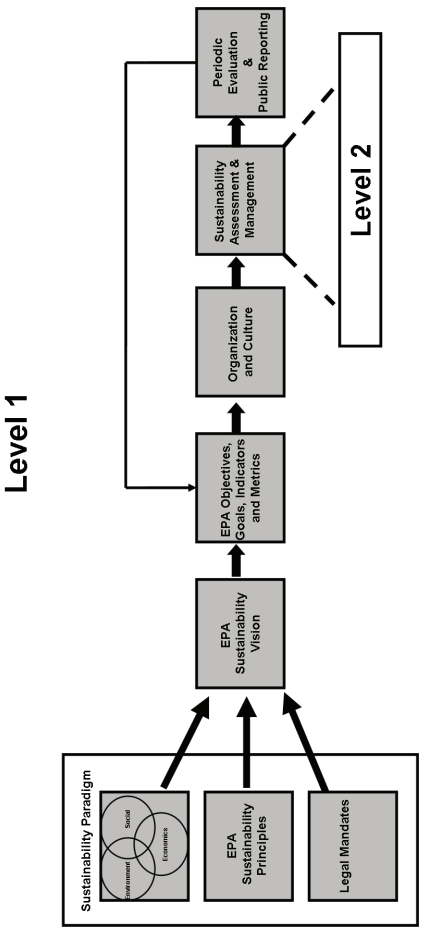 Level 1
Sustainability Paradigm
Social
Environment
Economics
EPA
Sustainability
Principles
Legal Mandates
EPA
Sustainability
Vision
EPA Objectives,
Goals, Indicators
and Metrics
Organization
and Culture
Sustainability
Assessment &
Management
Periodic
Evaluation
&
Public Reporting
Level 2